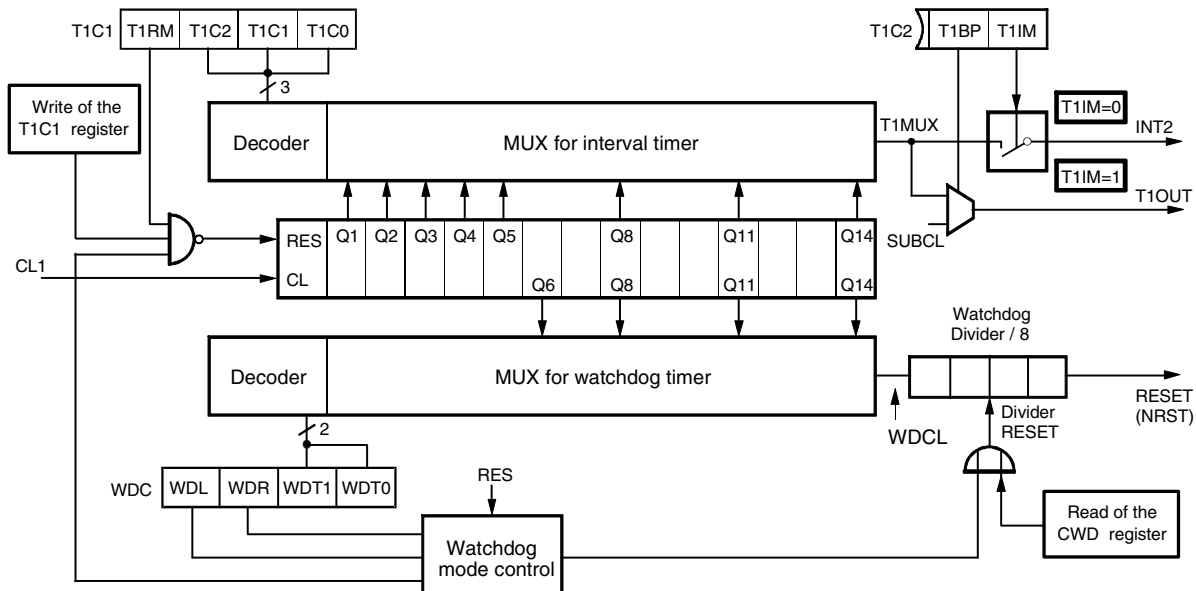 T1C1 T1RM T1C2 T1C1 T1C0
T1C2 T1BP T1IM
3
Write of the
T1C1 register
Decoder
MUX for interval timer
T1MUX
T1IM=0
INT2
T1IM=1
T1OUT
SUBCL
RES Q1 Q2 Q3 Q4 Q5 Q8 Q11 Q14
CL1
CL Q6 Q8 Q11 Q14
Watchdog
Divider / 8
Decoder
MUX for watchdog timer
RESET
(NRST)
Divider
RESET
WDCL
2
WDC WDL WDR WDT1 WDT0
RES
Read of the
CWD register
Watchdog
mode control